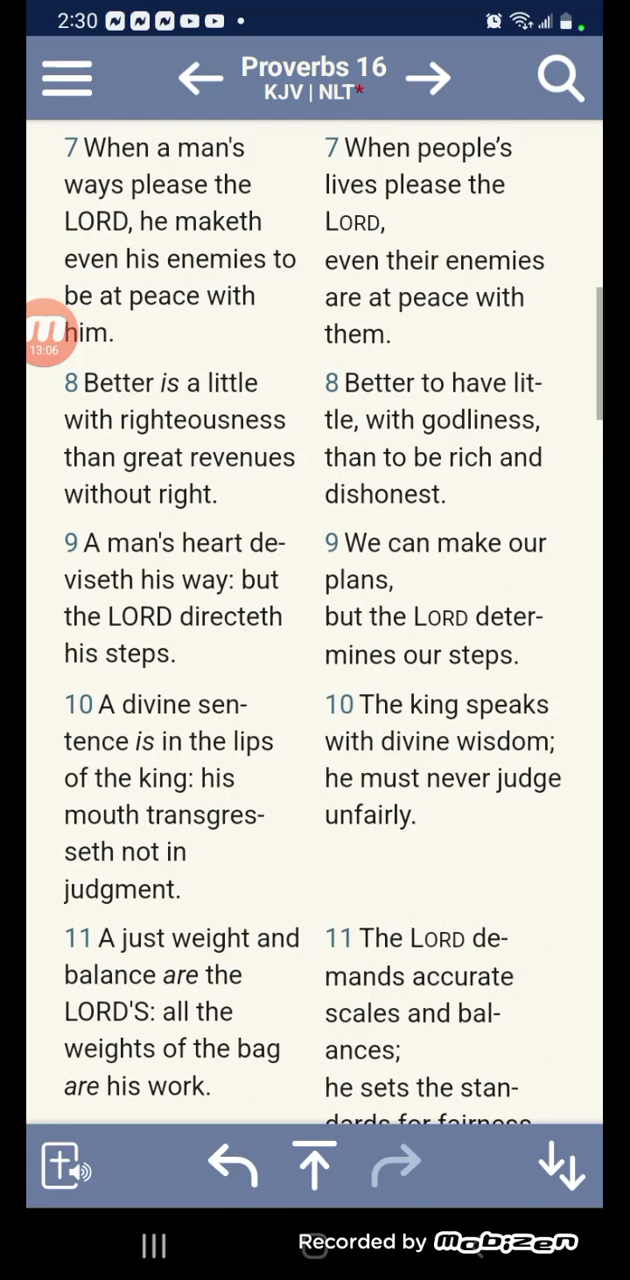 2:30
Proverbs 16
KJV | NLT*
7 When a man's
ways please the
LORD, he maketh
even his enemies to
be at peace with
him.
8 Better is a little
with righteousness
than great revenues
without right.
9 A man's heart de-
viseth his way: but
the LORD directeth
his steps.
10 A divine sen-
tence is in the lips
of the king: his
mouth transgres-
seth not in
judgment.
11 A just weight and
balance are the
LORD'S: all the
weights of the bag
are his work.
7 When people’s
lives please the
LORD,
even their enemies
are at peace with
them.
8 Better to have lit-
tle, with godliness,
than to be rich and
dishonest.
9 We can make our
plans,
but the LORD deter-
mines our steps.
10 The king speaks
with divine wisdom;
he must never judge
unfairly.
11 The LORD de-
mands accurate
scales and bal-
ances;
he sets the stan-
dards for fairness
13:06
Recorded by mobizen